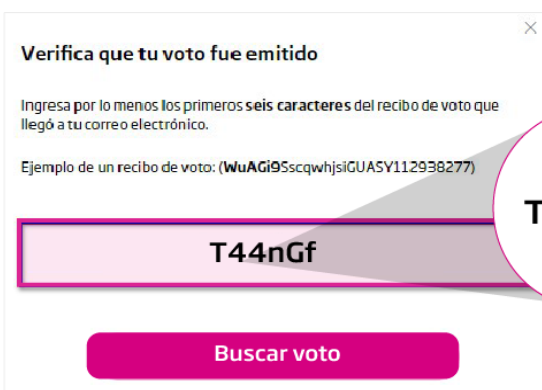 Verifica que tu voto fue emitido
Ingresa por lo menos los primeros seis caracteres del recibo de voto que
llegó a tu correo electrónico.
Ejemplo de un recibo de voto: (WuAGi9SscqwhjsiGUASY112938277)
T
T44nGf
Buscar voto